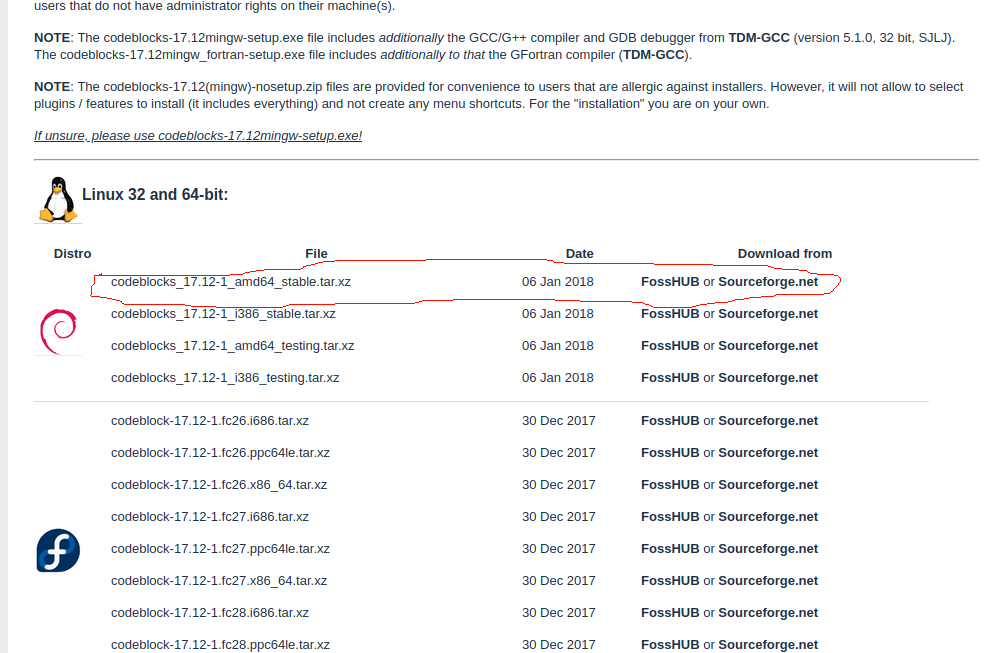 users that do not have administrator rights on their machine(s).
NOTE: The codeblocks-17.12mingw-setup.exe file includes additionally the GCC/G++ compiler and GDB debugger from TDM-GCC (version 5.1.0, 32 bit, SJLJ).
The codeblocks-17.12mingw_fortran-setup.exe file includes additionally to that the GFortran compiler (TDM-GCC).
NOTE: The codeblocks-17.12(mingw)-nosetup.zip files are provided for convenience to users that are allergic against installers. However, it will not allow to select
plugins / features to install (it includes everything) and not create any menu shortcuts. For the "installation" you are on your own.
If unsure, please use codeblocks-17.12mingw-setup.exe!
Linux 32 and 64-bit:
Distro File Date Download from
codeblocks_17.12-1_amd64_stable.tar.xz 06 Jan 2018 FossHUB or Sourceforge.net
codeblocks_17.12-1_i386_stable.tar.xz 06 Jan 2018 FossHUB or Sourceforge.net
codeblocks_17.12-1_amd64_testing.tar.xz 06 Jan 2018 FossHUB or Sourceforge.net
codeblocks_17.12-1_i386_testing.tar.xz 06 Jan 2018 FossHUB or Sourceforge.net
codeblock-17.12-1.fc26.i686.tar.xz 30 Dec 2017 FossHUB or Sourceforge.net
codeblock-17.12-1.fc26.ppc64le.tar.xz 30 Dec 2017 FossHUB or Sourceforge.net
codeblock-17.12-1.fc26.x86_64.tar.xz 30 Dec 2017 FossHUB or Sourceforge.net
codeblock-17.12-1.fc27.i686.tar.xz 30 Dec 2017 FossHUB or Sourceforge.net
codeblock-17.12-1.fc27.ppc64le.tar.xz 30 Dec 2017 FossHUB or Sourceforge.net
codeblock-17.12-1.fc27.x86_64.tar.xz 30 Dec 2017 FossHUB or Sourceforge.net
codeblock-17.12-1.fc28.i686.tar.xz 30 Dec 2017 FossHUB or Sourceforge.net
codeblock-17.12-1.fc28.ppc64le.tar.xz 30 Dec 2017 FossHUB or Sourceforge.net